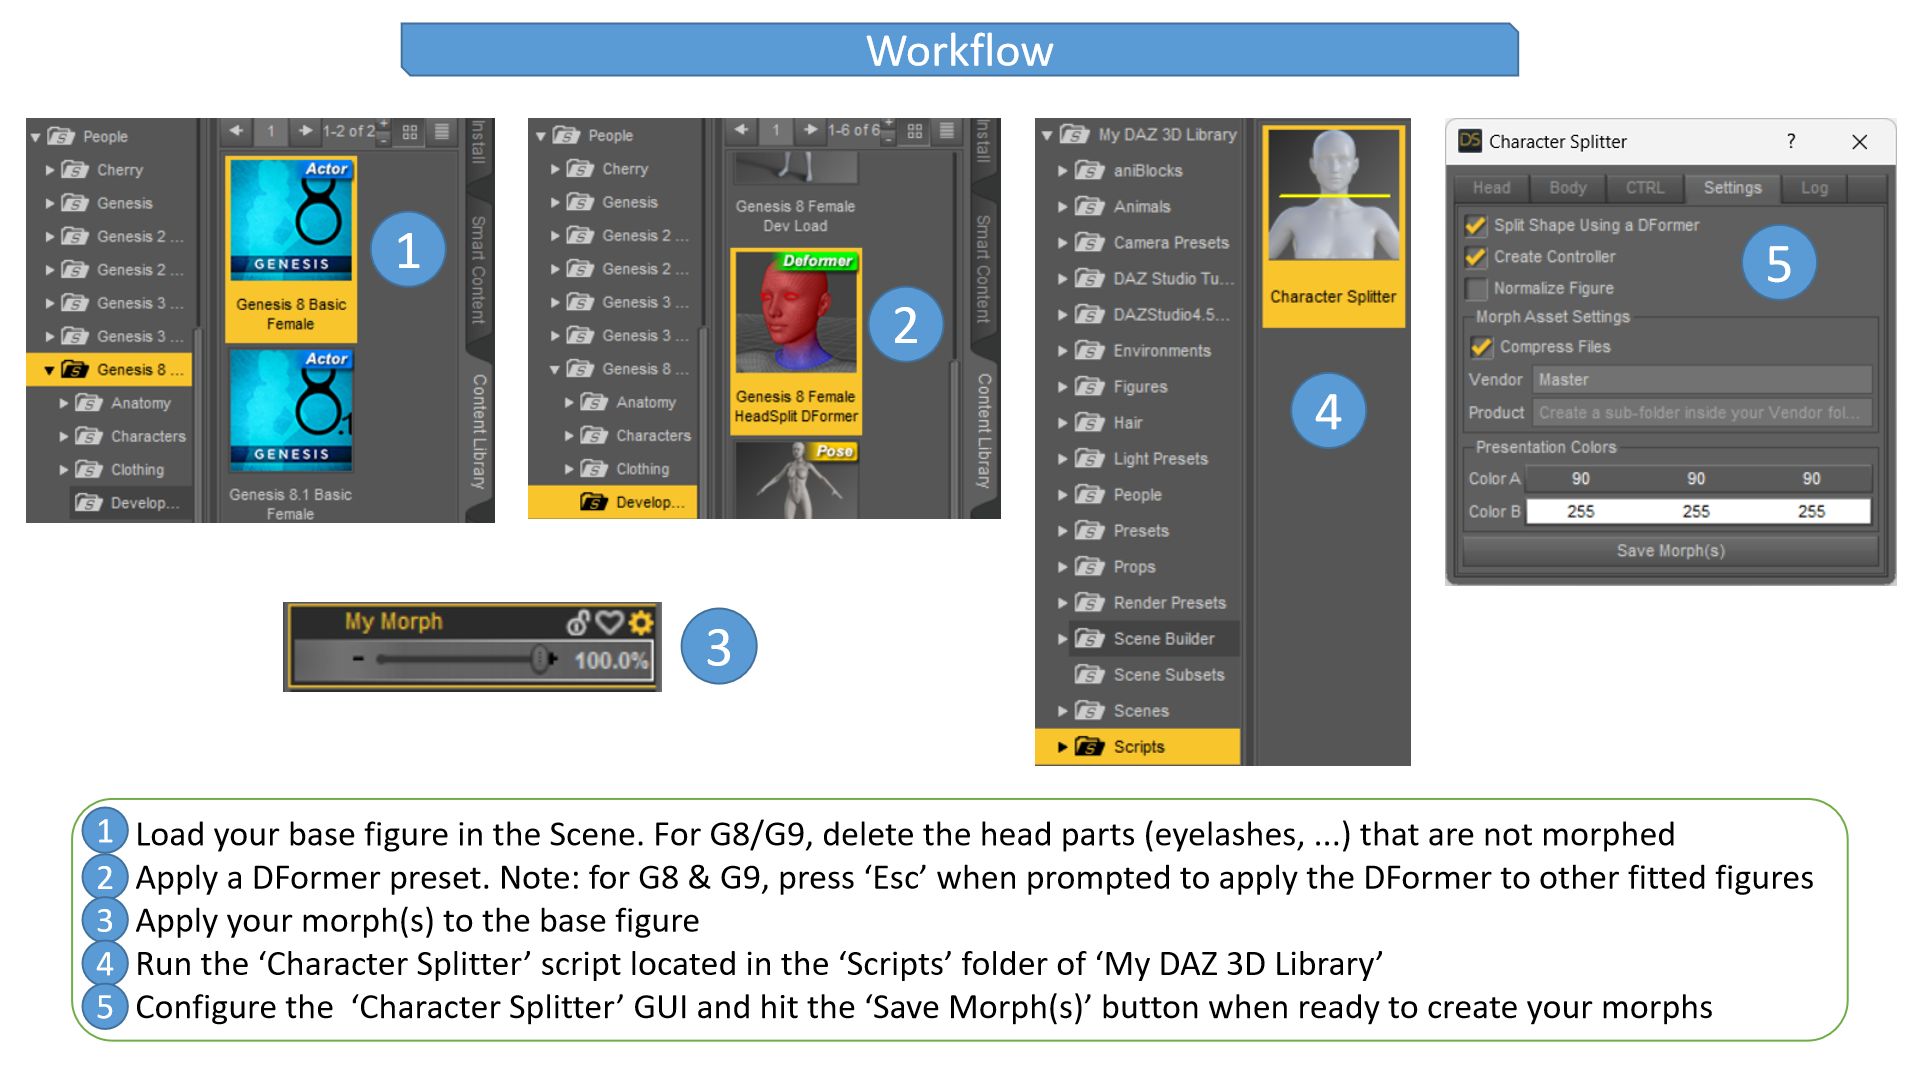 Workflow
People
Cherry
Genesis
Genesis 2 ...
Genesis 2 ...
Genesis 3 ...
Genesis 3 ...
Genesis 8 ...
Anatomy
Characters
Clothing
Develop...
1
1-2 of 2
+
-
Actor
8
GENESIS
Genesis 8 Basic
Female
Actor
8.1
GENESIS
Genesis 8.1 Basic
Female
Install
Smart Content
Content Library
1
People
Cherry
Genesis
Genesis 2 ...
Genesis 2 ...
Genesis 3 ...
Genesis 3 ...
Genesis 8 ...
Anatomy
Characters
Clothing
Develop...
1
1-6 of 6
+
-
Genesis 8 Female
Dev Load
Deformer
Genesis 8 Female
HeadSplit DFormer
Pose
Install
Smart Content
Content Library
2
My Morph
- + 100.0%
3
My DAZ 3D Library
aniBlocks
Animals
Camera Presets
DAZ Studio Tu...
DAZStudio4.5...
Environments
Figures
Hair
Light Presets
People
Presets
Props
Render Presets
Scene Builder
Scene Subsets
Scenes
Scripts
Character Splitter
4
DS Character Splitter ?
Head Body CTRL Settings Log
Split Shape Using a DFormer
Create Controller
Normalize Figure
Morph Asset Settings
Compress Files
Vendor Master
Product Create a sub-folder inside your Vendor fol...
Presentation Colors
Color A 90 90 90
Color B 255 255 255
Save Morph(s)
5
1 Load your base figure in the Scene. For G8/G9, delete the head parts (eyelashes, ...) that are not morphed
2 Apply a DFormer preset. Note: for G8 & G9, press ‘Esc’ when prompted to apply the DFormer to other fitted figures
3 Apply your morph(s) to the base figure
4 Run the ‘Character Splitter’ script located in the ‘Scripts’ folder of ‘My DAZ 3D Library’
5 Configure the  ‘Character Splitter’ GUI and hit the ‘Save Morph(s)’ button when ready to create your morphs